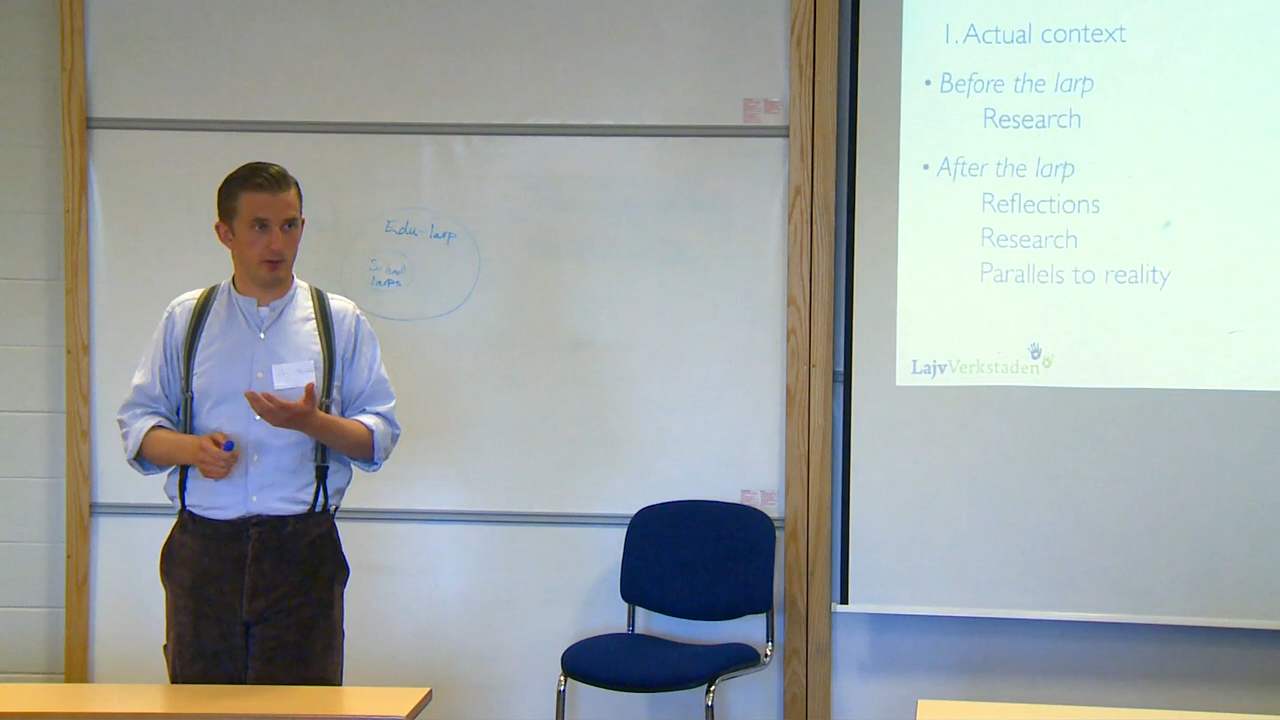 Edu-larp
School
larps
1. Actual context
• Before the larp
Research
• After the larp
Reflections
Research
Parallels to reality
LajvVerkstaden